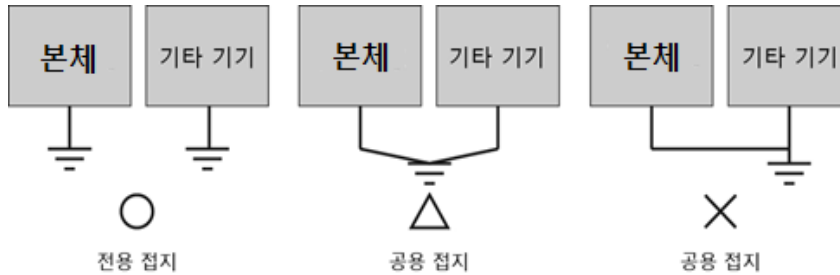 본체 기타 기기 본체 기타 기기 본체 기타 기기
전용 접지 공용 접지 공용 접지